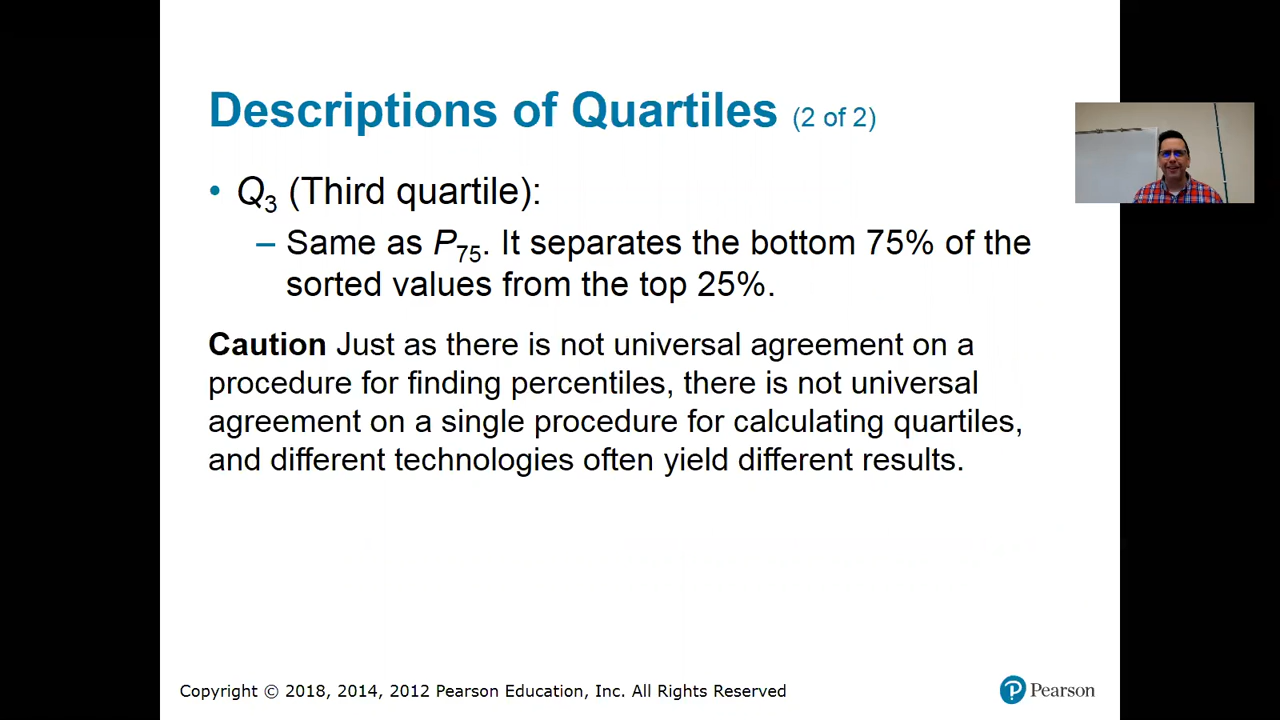 Descriptions of Quartiles (2 of 2)
• Q3 (Third quartile):
– Same as P75. It separates the bottom 75% of the
sorted values from the top 25%.
Caution Just as there is not universal agreement on a
procedure for finding percentiles, there is not universal
agreement on a single procedure for calculating quartiles,
and different technologies often yield different results.
Copyright © 2018, 2014, 2012 Pearson Education, Inc. All Rights Reserved
P Pearson